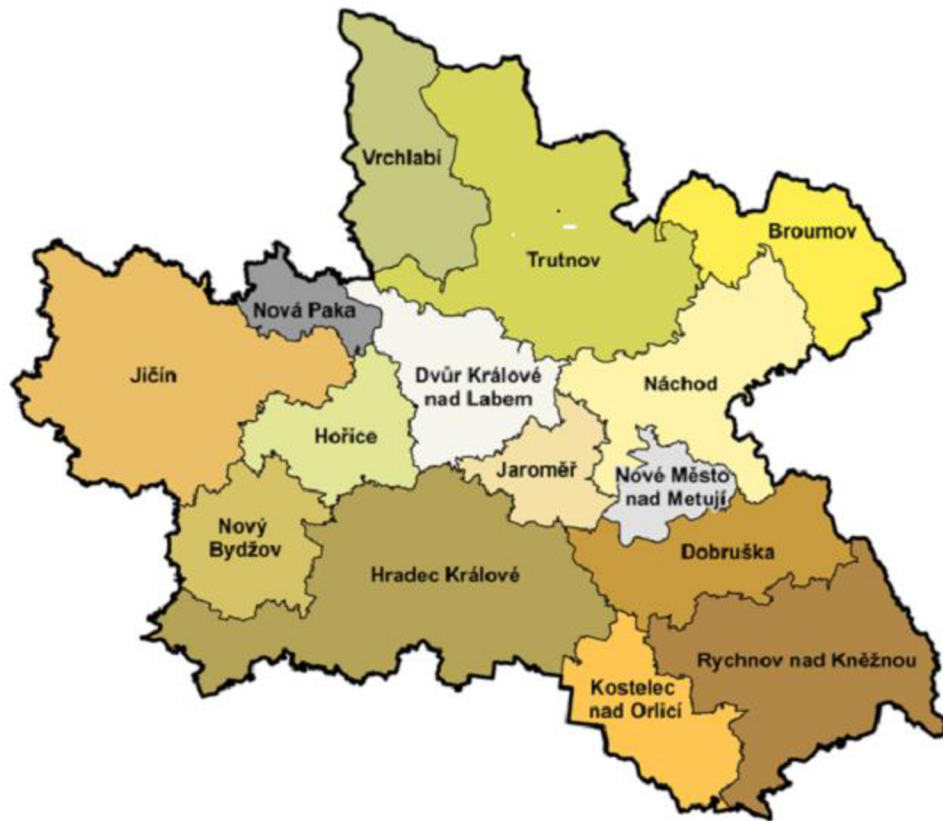 Vrchlabí
Broumov
Trutnov
Nová Paka
Jičín
Dvůr Králové
nad Labem
Náchod
Hořice
Jaroměř
Nové Město
nad Metují
Nový
Bydžov
Dobruška
Hradec Králové
Rychnov nad Kněžnou
Kostelec
nad Orlicí